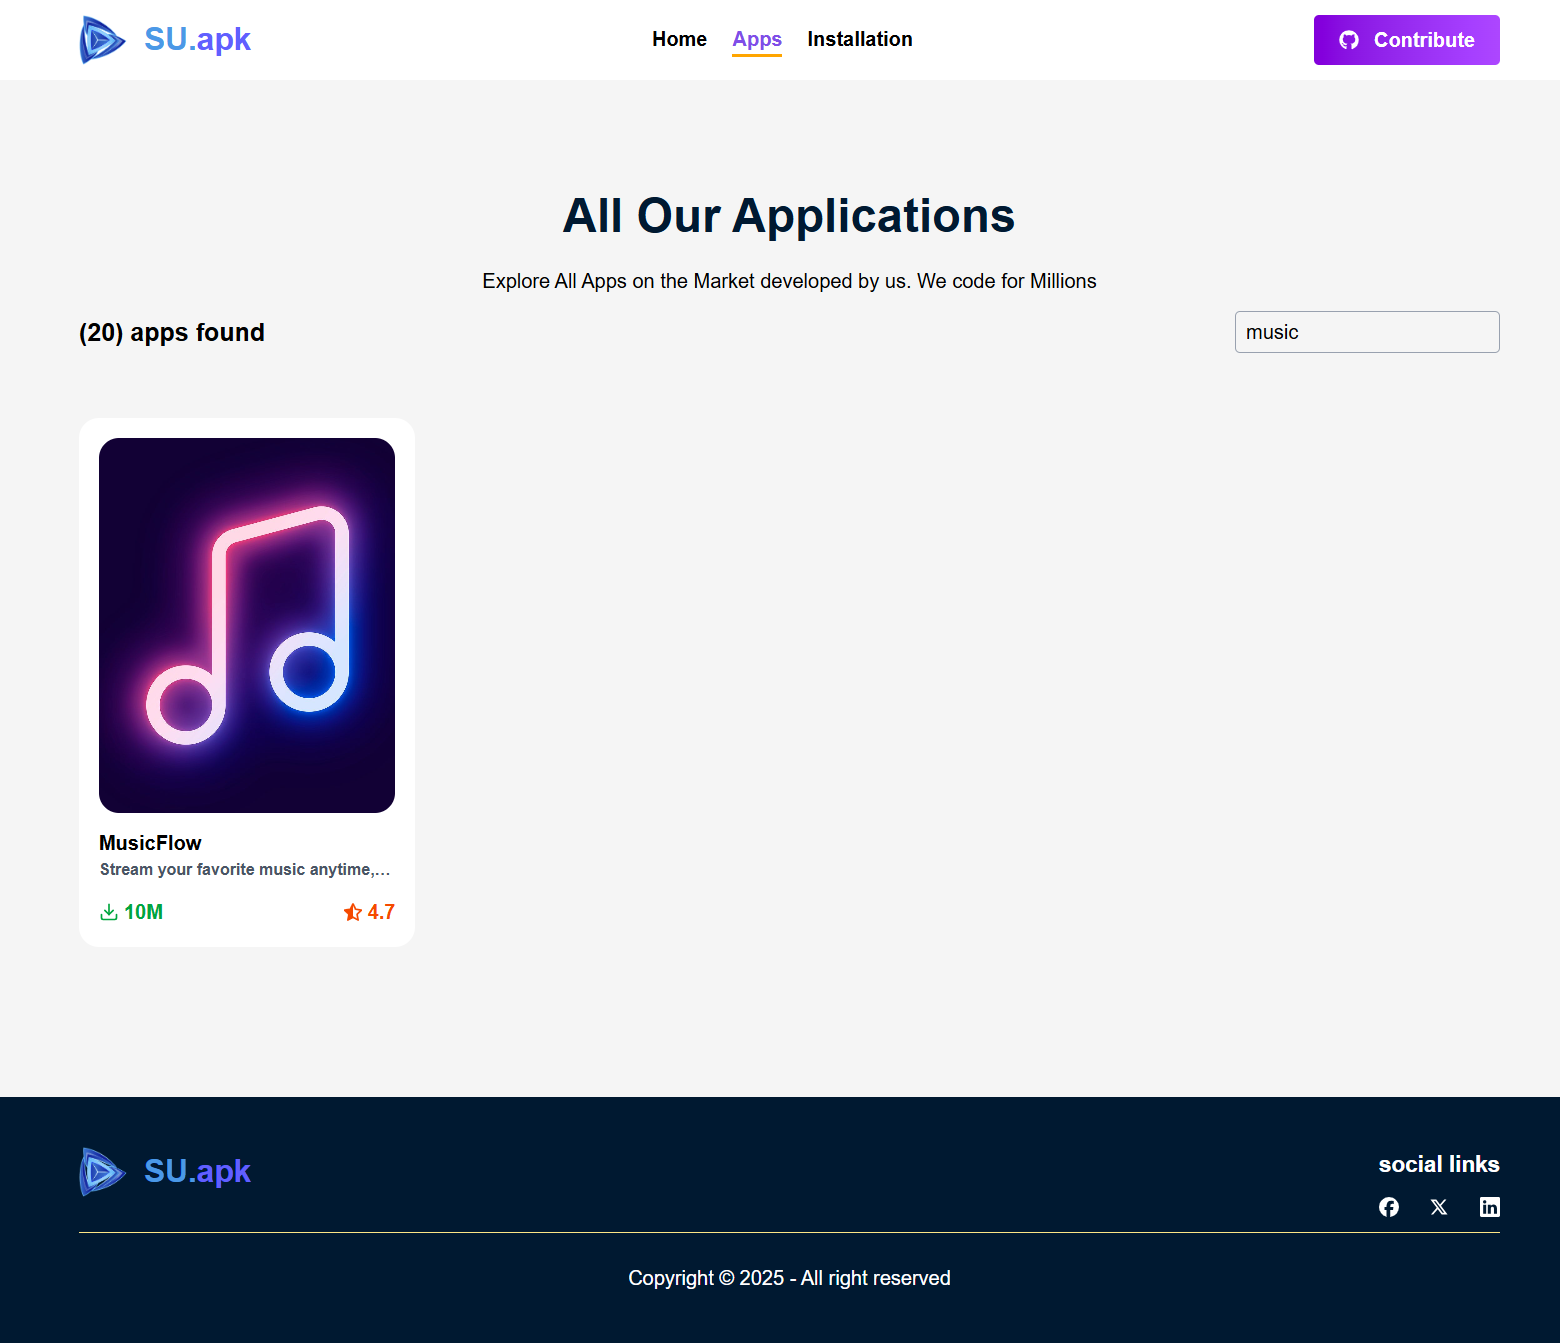 SU.apk
Home Apps Installation
Contribute
All Our Applications
Explore All Apps on the Market developed by us. We code for Millions
(20) apps found
music
MusicFlow
Stream your favorite music anytime,...
10M
4.7
SU.apk
social links
Copyright © 2025 - All right reserved